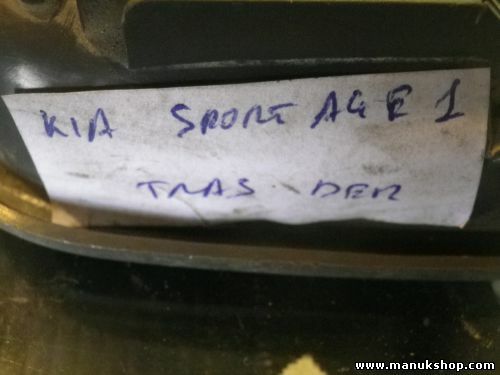 KIA SPORTAGE 1
TRAS DER
www.manukshop.com